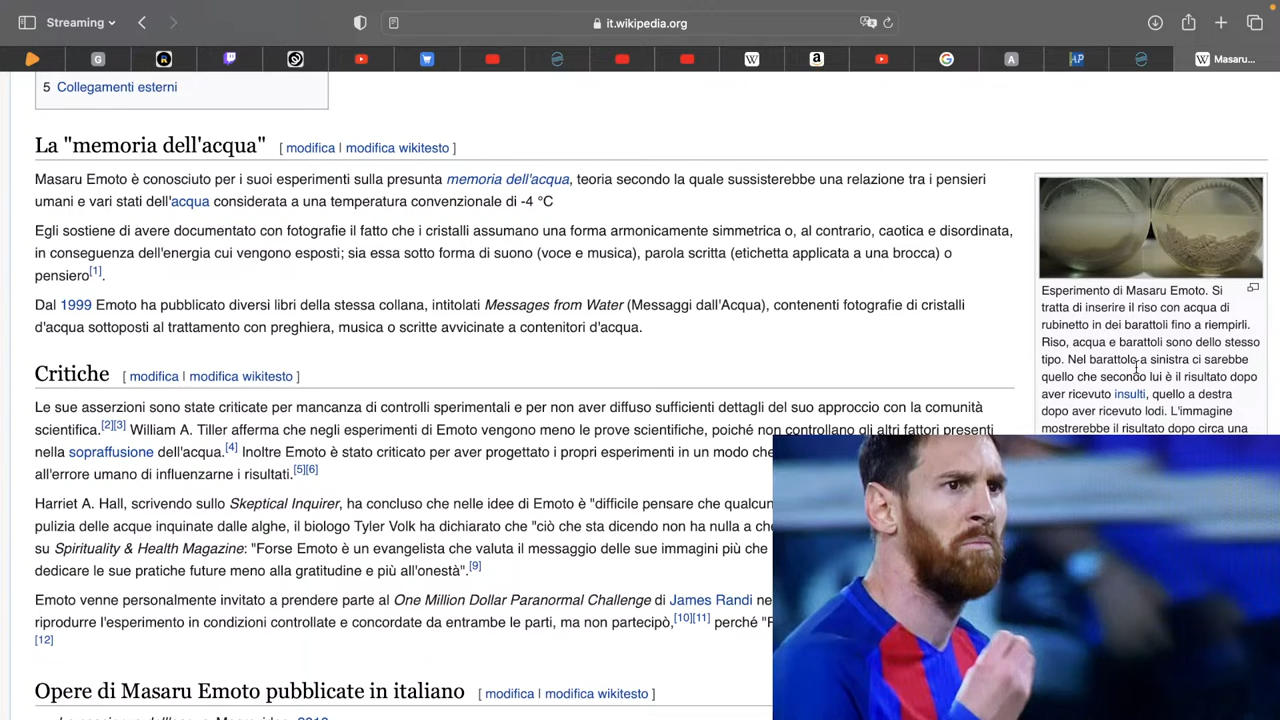 Streaming
it.wikipedia.org
Masaru...
5 Collegamenti esterni
La "memoria dell'acqua" [ modifica | modifica wikitesto ]
Masaru Emoto è conosciuto per i suoi esperimenti sulla presunta memoria dell'acqua, teoria secondo la quale sussisterebbe una relazione tra i pensieri
umani e vari stati dell'acqua considerata a una temperatura convenzionale di -4 °C
Egli sostiene di avere documentato con fotografie il fatto che i cristalli assumano una forma armonicamente simmetrica o, al contrario, caotica e disordinata,
in conseguenza dell'energia cui vengono esposti; sia essa sotto forma di suono (voce e musica), parola scritta (etichetta applicata a una brocca) o
pensiero[1].
Dal 1999 Emoto ha pubblicato diversi libri della stessa collana, intitolati Messages from Water (Messaggi dall'Acqua), contenenti fotografie di cristalli
d'acqua sottoposti al trattamento con preghiera, musica o scritte avvicinate a contenitori d'acqua.
Esperimento di Masaru Emoto. Si
tratta di inserire il riso con acqua di
rubinetto in dei barattoli fino a riempirli.
Riso, acqua e barattoli sono dello stesso
tipo. Nel barattolo a sinistra ci sarebbe
quello che secondo lui è il risultato dopo
aver ricevuto insulti, quello a destra
dopo aver ricevuto lodi. L'immagine
mostrerebbe il risultato dopo circa una
Critiche [ modifica | modifica wikitesto ]
Le sue asserzioni sono state criticate per mancanza di controlli sperimentali e per non aver diffuso sufficienti dettagli del suo approccio con la comunità
scientifica.[2][3] William A. Tiller afferma che negli esperimenti di Emoto vengono meno le prove scientifiche, poiché non controllano gli altri fattori presenti
nella sopraffusione dell'acqua.[4] Inoltre Emoto è stato criticato per aver progettato i propri esperimenti in un modo che
all'errore umano di influenzarne i risultati.[5][6]
Harriet A. Hall, scrivendo sullo Skeptical Inquirer, ha concluso che nelle idee di Emoto è "difficile pensare che qualcun
pulizia delle acque inquinate dalle alghe, il biologo Tyler Volk ha dichiarato che "ciò che sta dicendo non ha nulla a che
su Spirituality & Health Magazine: "Forse Emoto è un evangelista che valuta il messaggio delle sue immagini più che
dedicare le sue pratiche future meno alla gratitudine e più all'onestà".[9]
Emoto venne personalmente invitato a prendere parte al One Million Dollar Paranormal Challenge di James Randi ne
riprodurre l'esperimento in condizioni controllate e concordate da entrambe le parti, ma non partecipò,[10][11] perché "F
[12]
Opere di Masaru Emoto pubblicate in italiano [ modifica | modifica wikitesto ]